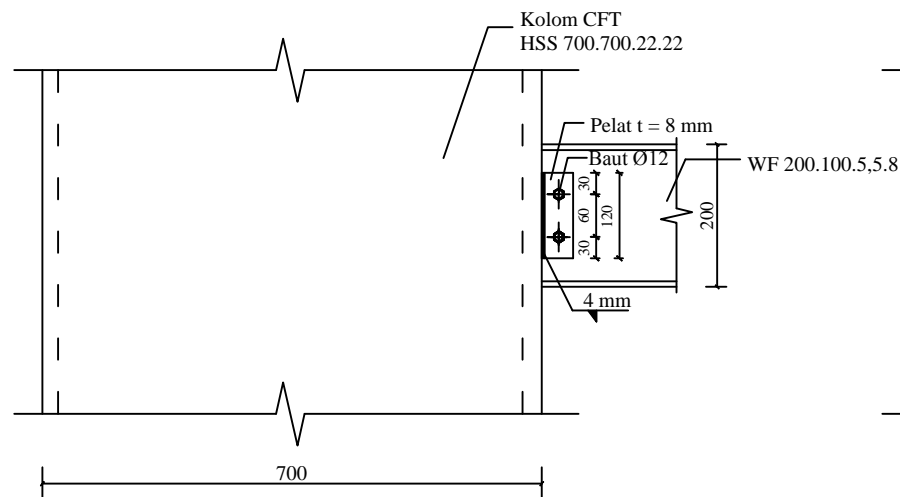 Kolom CFT
HSS 700.700.22.22
Pelat t = 8 mm
Baut Ø12
WF 200.100.5,5.8
30
60
30
120
200
4 mm
700